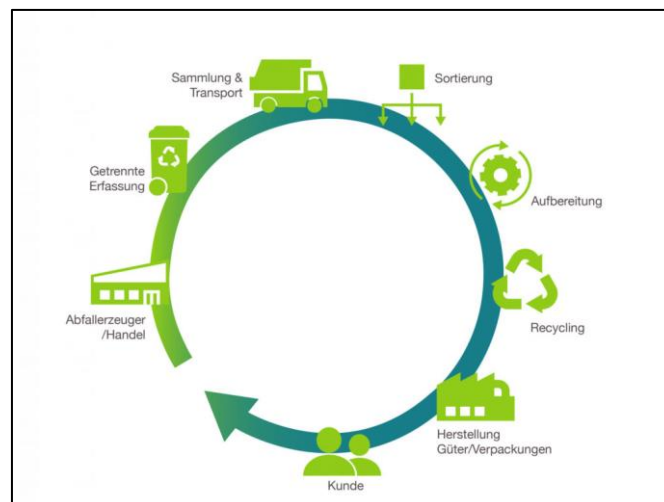 Sammlung &
Transport
Sortierung
Getrennte
Erfassung
Aufbereitung
Abfallerzeuger
/Handel
Recycling
Herstellung
Güter/Verpackungen
Kunde